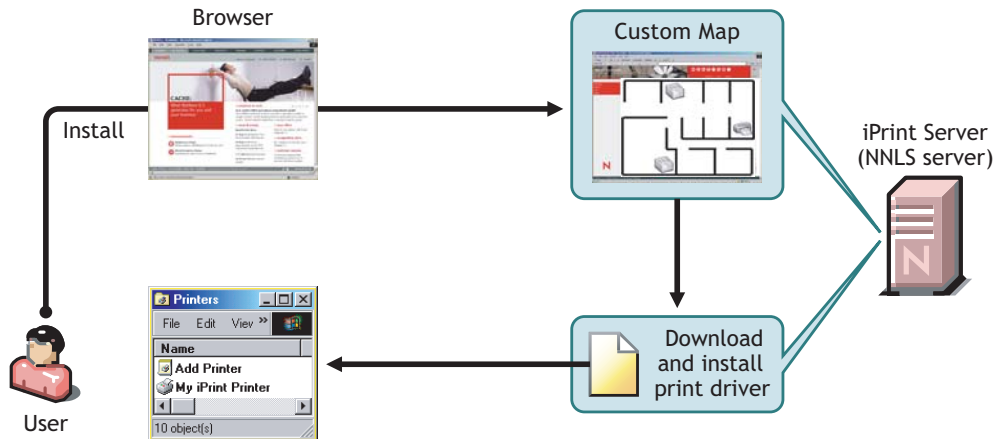 Browser
Custom Map
Install
iPrint Server
(NNLS server)
N
N
Printers
File Edit View »
Name
Add Printer
My iPrint Printer
10 object(s)
Download
and install
print driver
User